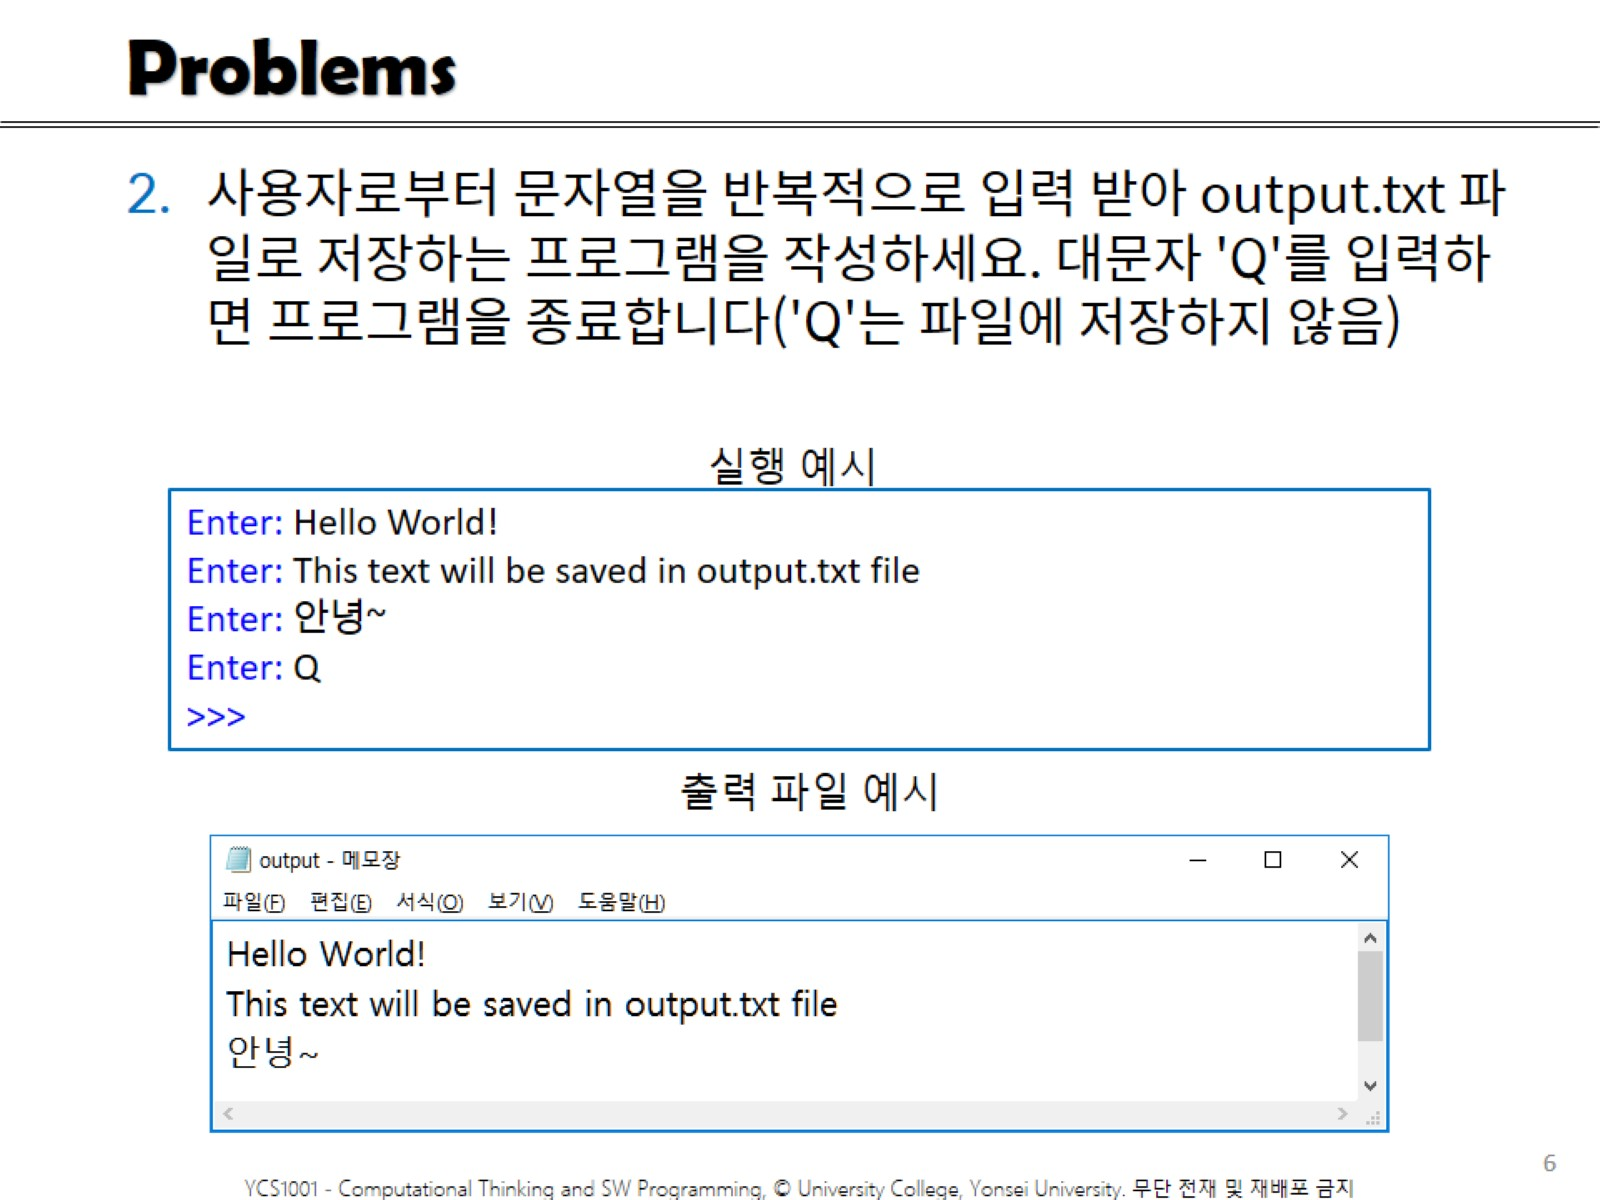 Problems
2. 사용자로부터 문자열을 반복적으로 입력 받아 output.txt 파
일로 저장하는 프로그램을 작성하세요. 대문자 'Q'를 입력하
면 프로그램을 종료합니다('Q'는 파일에 저장하지 않음)
실행 예시
Enter: Hello World!
Enter: This text will be saved in output.txt file
Enter: 안녕~
Enter: Q
>>>
출력 파일 예시
output - 메모장
파일(F) 편집(E) 서식(O) 보기(V) 도움말(H)
Hello World!
This text will be saved in output.txt file
안녕~
6
YCS1001 - Computational Thinking and SW Programming, © University College, Yonsei University. 무단 전재 및 재배포 금지